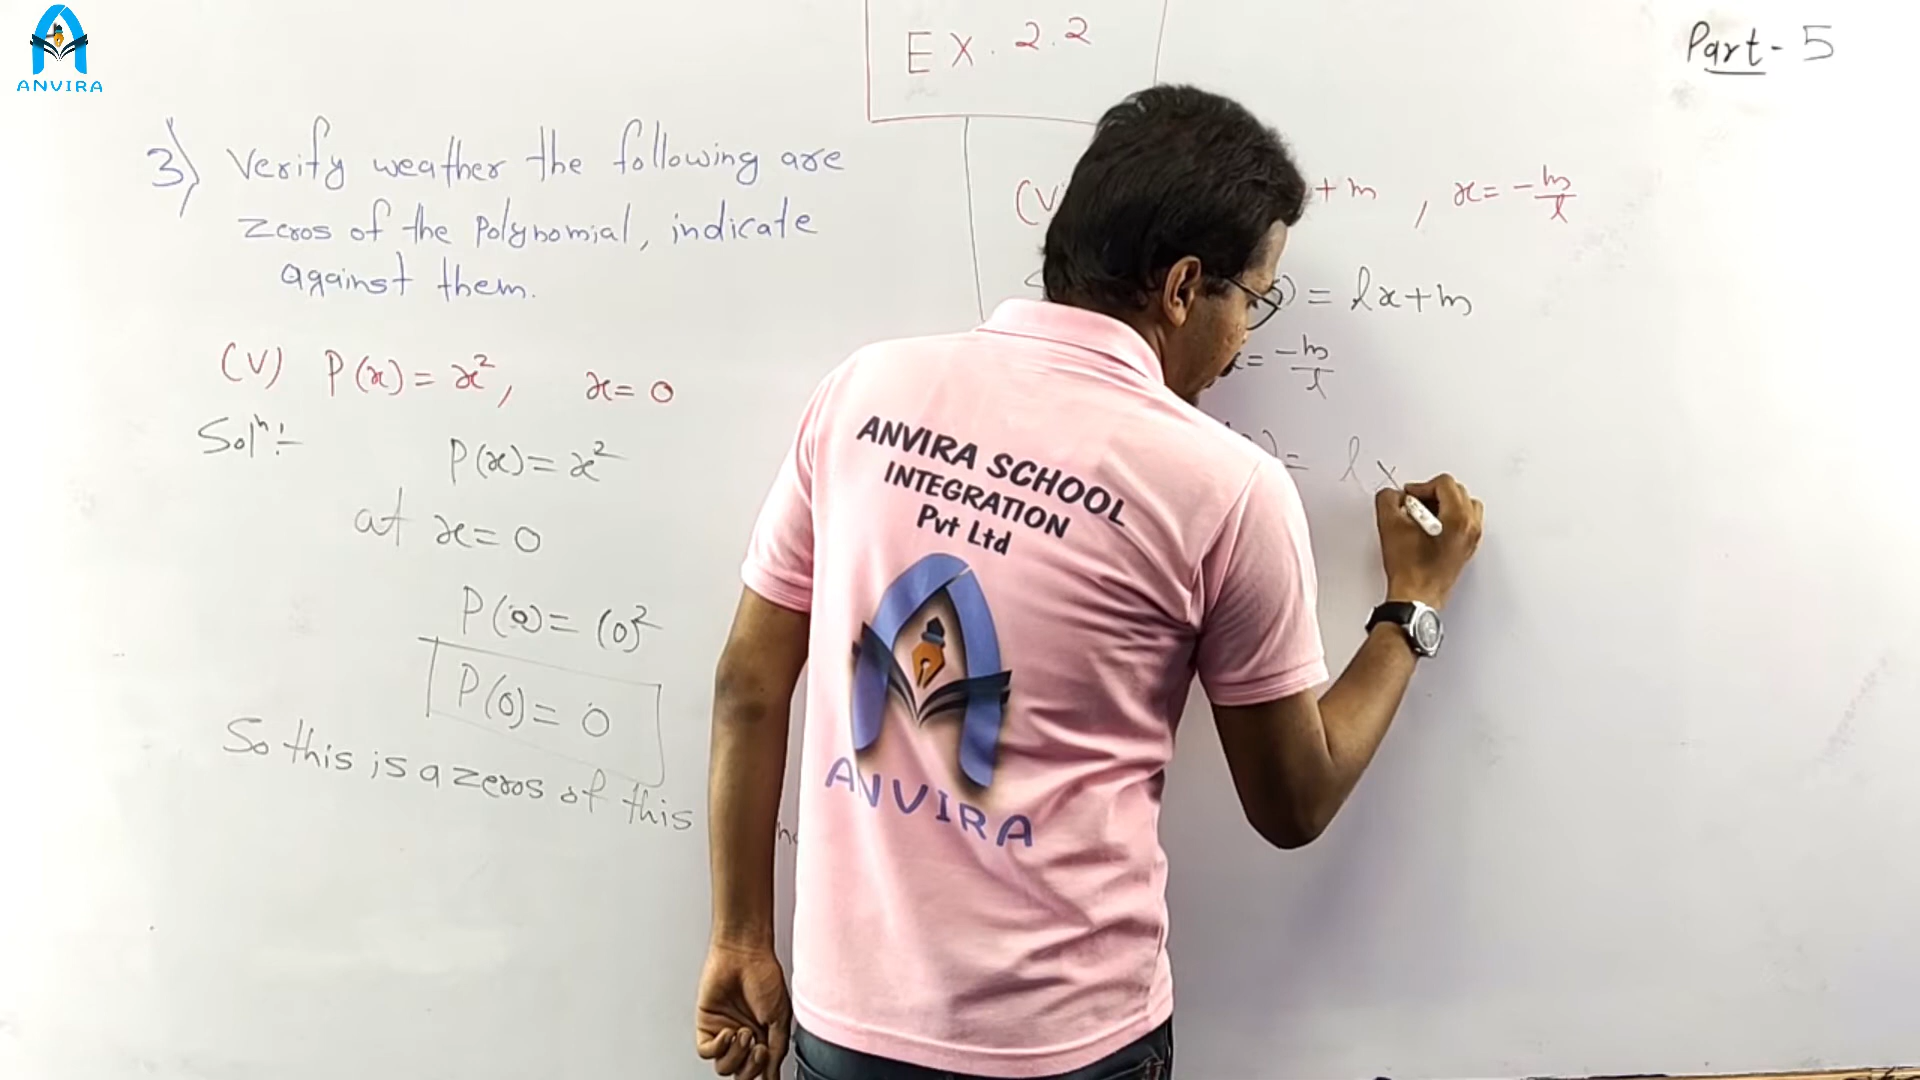 ANVIRA
EX. 2.2
Part - 5
3) Verify weather the following are
zeros of the Polynomial, indicate
against them.
(V) P(x) = x², x = 0
Solⁿ:-
P(x) = x²
at x = 0
P(0) = (0)²
P(0) = 0
So this is a zeros of this
+ m , x = -m/l
) = lx + m
x = -m/l
) = l x
ANVIRA SCHOOL
INTEGRATION
Pvt Ltd
ANVIRA